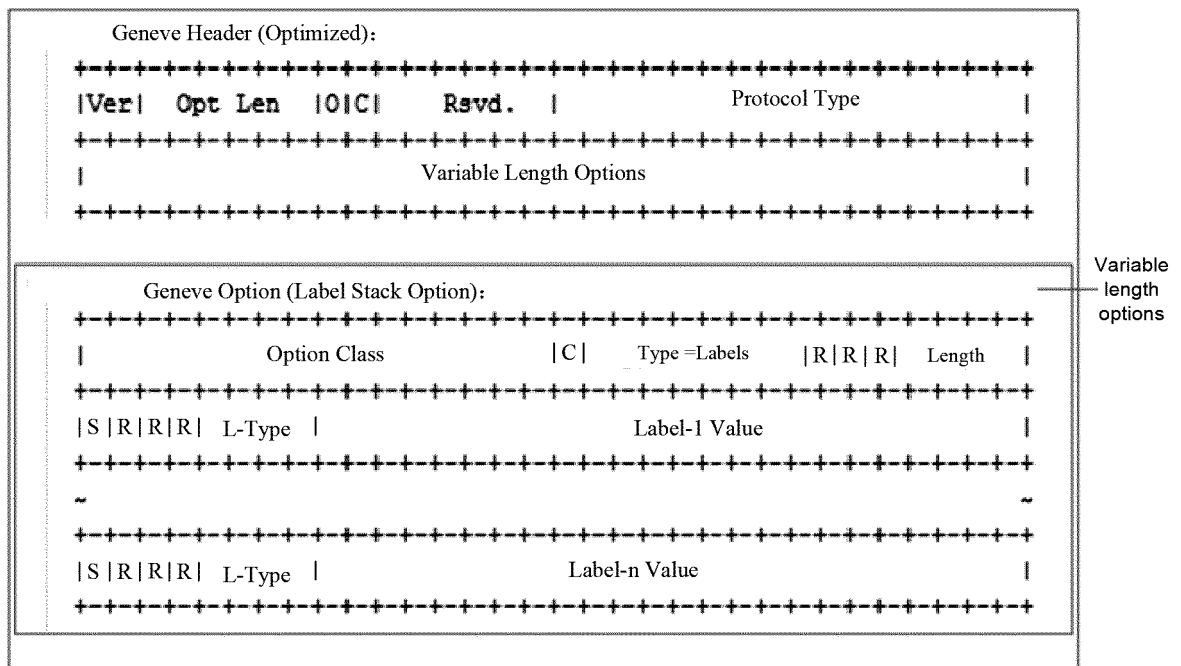 Geneve Header (Optimized):
+-+-+-+-+-+-+-+-+-+-+-+-+-+-+-+-+-+-+-+-+-+-+-+-+-+-+-+-+-+-+-+-+
|Ver| Opt Len |O|C| Rsvd. | Protocol Type |
+-+-+-+-+-+-+-+-+-+-+-+-+-+-+-+-+-+-+-+-+-+-+-+-+-+-+-+-+-+-+-+-+
| Variable Length Options |
+-+-+-+-+-+-+-+-+-+-+-+-+-+-+-+-+-+-+-+-+-+-+-+-+-+-+-+-+-+-+-+-+
Variable
length
options
Geneve Option (Label Stack Option):
+-+-+-+-+-+-+-+-+-+-+-+-+-+-+-+-+-+-+-+-+-+-+-+-+-+-+-+-+-+-+-+-+
| Option Class |C| Type =Labels |R|R|R| Length |
+-+-+-+-+-+-+-+-+-+-+-+-+-+-+-+-+-+-+-+-+-+-+-+-+-+-+-+-+-+-+-+-+
|S|R|R|R| L-Type | Label-1 Value |
+-+-+-+-+-+-+-+-+-+-+-+-+-+-+-+-+-+-+-+-+-+-+-+-+-+-+-+-+-+-+-+-+
~ ~
+-+-+-+-+-+-+-+-+-+-+-+-+-+-+-+-+-+-+-+-+-+-+-+-+-+-+-+-+-+-+-+-+
|S|R|R|R| L-Type | Label-n Value |
+-+-+-+-+-+-+-+-+-+-+-+-+-+-+-+-+-+-+-+-+-+-+-+-+-+-+-+-+-+-+-+-+